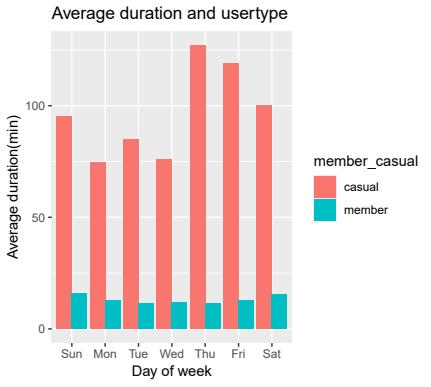 Average duration and usertype
Average duration(min)
100
50
0
Sun Mon Tue Wed Thu Fri Sat
Day of week
member_casual
casual
member